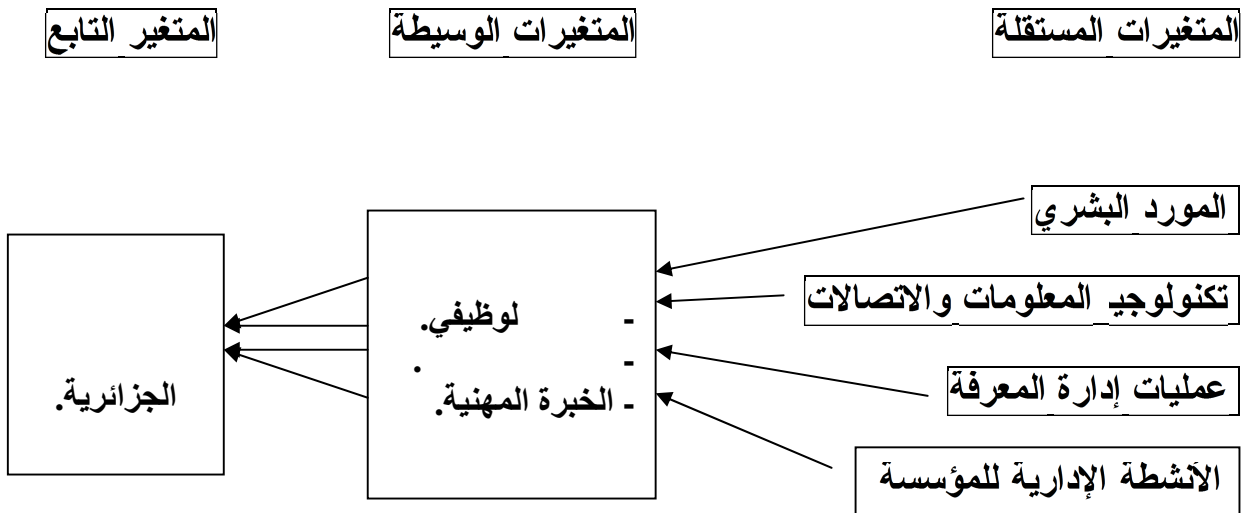 المتغيرات المستقلة
المتغيرات الوسيطة
المتغير التابع
المورد البشري
تكنولوجيـ المعلومات والاتصالات
عمليات إدارة المعرفة
الأنشطة الإدارية للمؤسسة
- لوظيفي.
- .
- الخبرة المهنية.
الجزائرية.